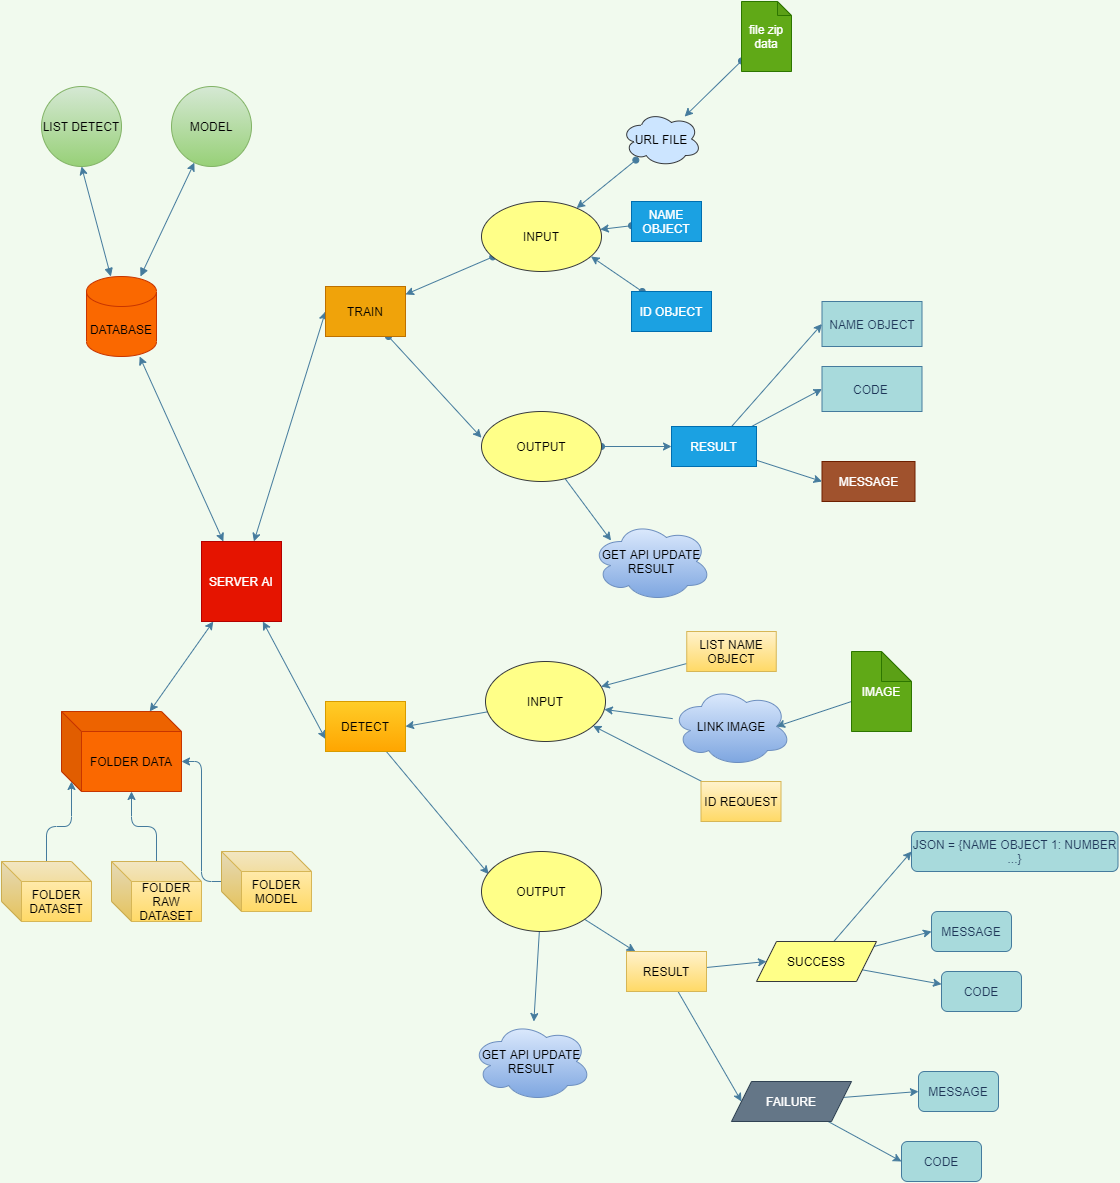 file zip
data
LIST DETECT
MODEL
URL FILE
NAME
OBJECT
INPUT
ID OBJECT
TRAIN
DATABASE
NAME OBJECT
CODE
OUTPUT
RESULT
MESSAGE
GET API UPDATE
RESULT
SERVER AI
LIST NAME
OBJECT
IMAGE
INPUT
LINK IMAGE
DETECT
FOLDER DATA
ID REQUEST
JSON = {NAME OBJECT 1: NUMBER
...}
FOLDER
DATASET
FOLDER
RAW
DATASET
FOLDER
MODEL
OUTPUT
MESSAGE
SUCCESS
RESULT
CODE
GET API UPDATE
RESULT
FAILURE
MESSAGE
CODE